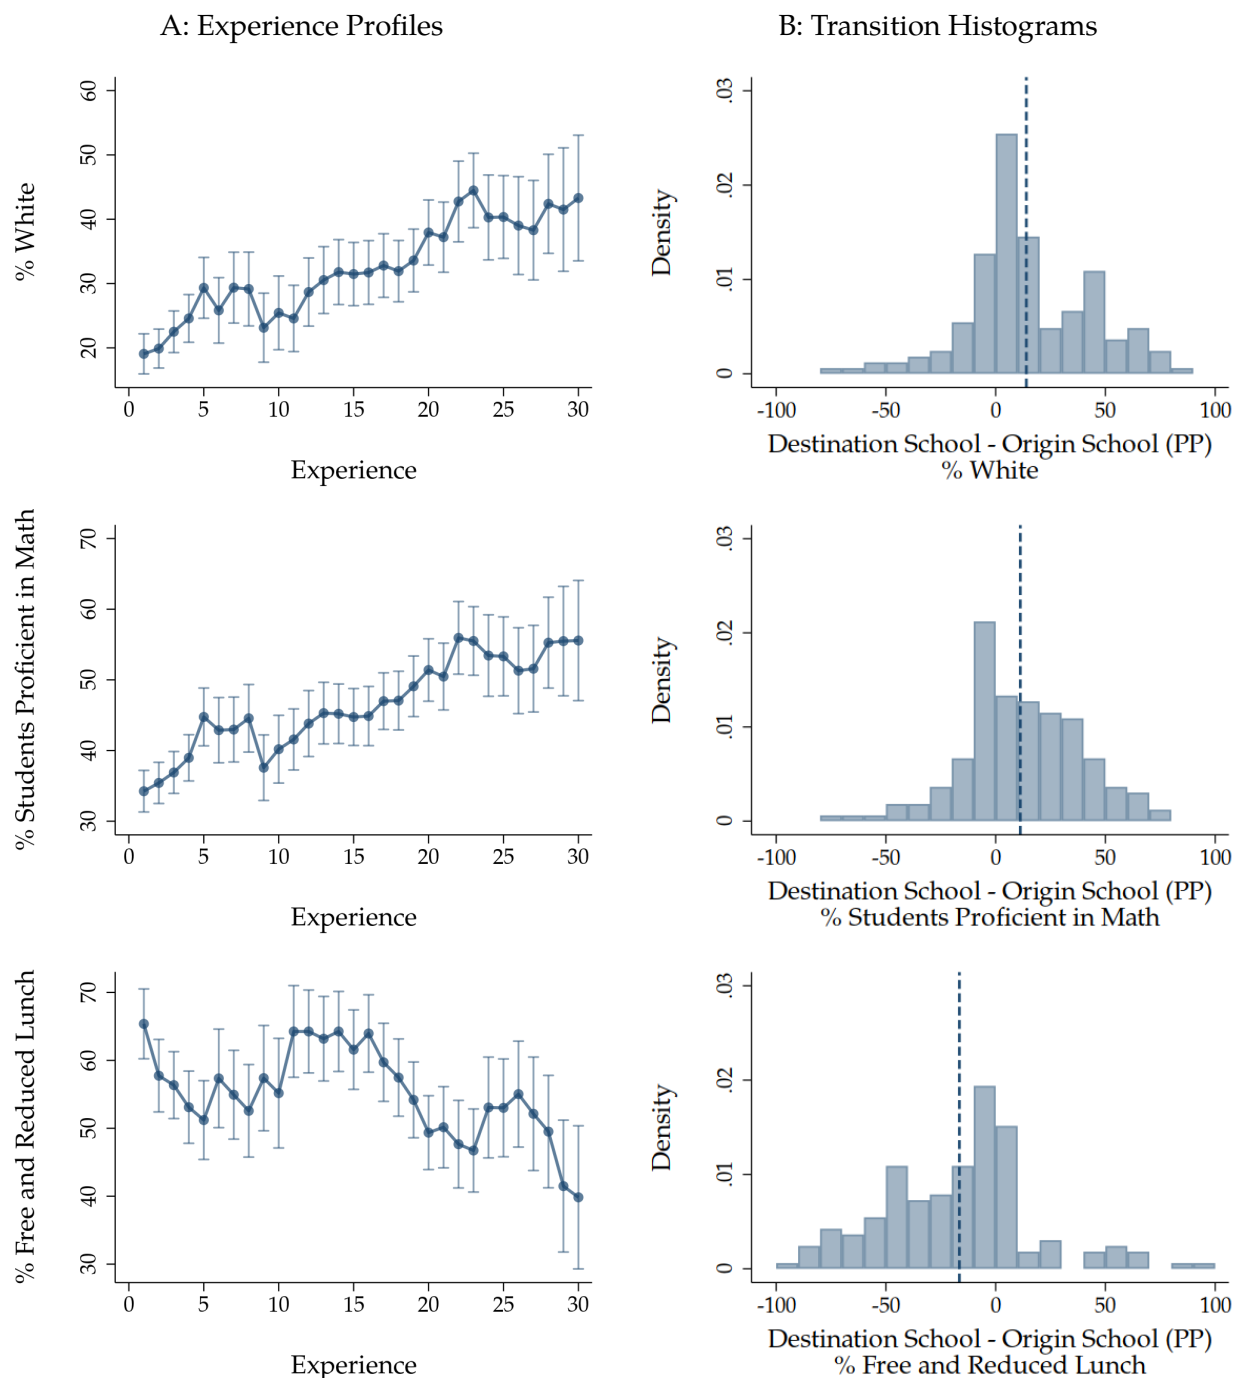 A: Experience Profiles
B: Transition Histograms
% White
60
50
40
30
20
0 5 10 15 20 25 30
Experience
Density
.03
.02
.01
0
-100 -50 0 50 100
Destination School - Origin School (PP)
% White
% Students Proficient in Math
70
60
50
40
30
0 5 10 15 20 25 30
Experience
Density
.03
.02
.01
0
-100 -50 0 50 100
Destination School - Origin School (PP)
% Students Proficient in Math
% Free and Reduced Lunch
70
60
50
40
30
0 5 10 15 20 25 30
Experience
Density
.03
.02
.01
0
-100 -50 0 50 100
Destination School - Origin School (PP)
% Free and Reduced Lunch